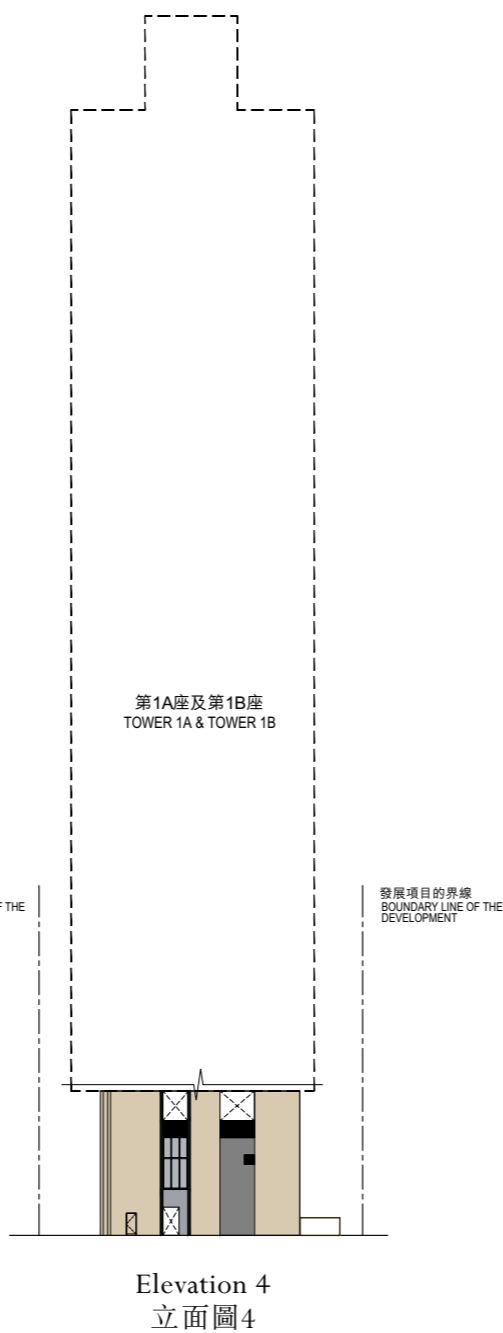 第1A座及第1B座
TOWER 1A & TOWER 1B
THE
發展項目的界線
BOUNDARY LINE OF THE
DEVELOPMENT
Elevation 4
立面圖4